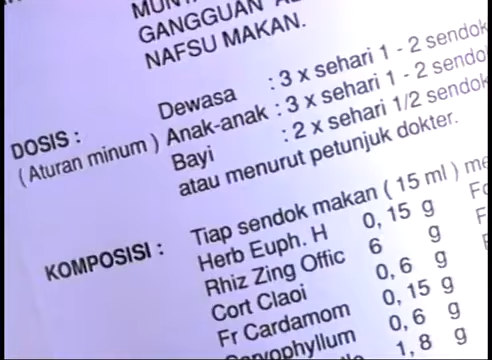 GANGGUAN
NAFSU MAKAN.
DOSIS :
(Aturan minum)
Dewasa : 3 x sehari 1 - 2 sendok
Anak-anak : 3 x sehari 1 - 2 sendok
Bayi : 2 x sehari 1/2 sendok
atau menurut petunjuk dokter.
KOMPOSISI :
Tiap sendok makan ( 15 ml )
Herb Euph. H 0, 15 g
Rhiz Zing Offic 6 g
Cort Claoi 0, 6 g
Fr Cardamom 0, 15 g
Caryophyllum 0, 6 g
1, 8 g